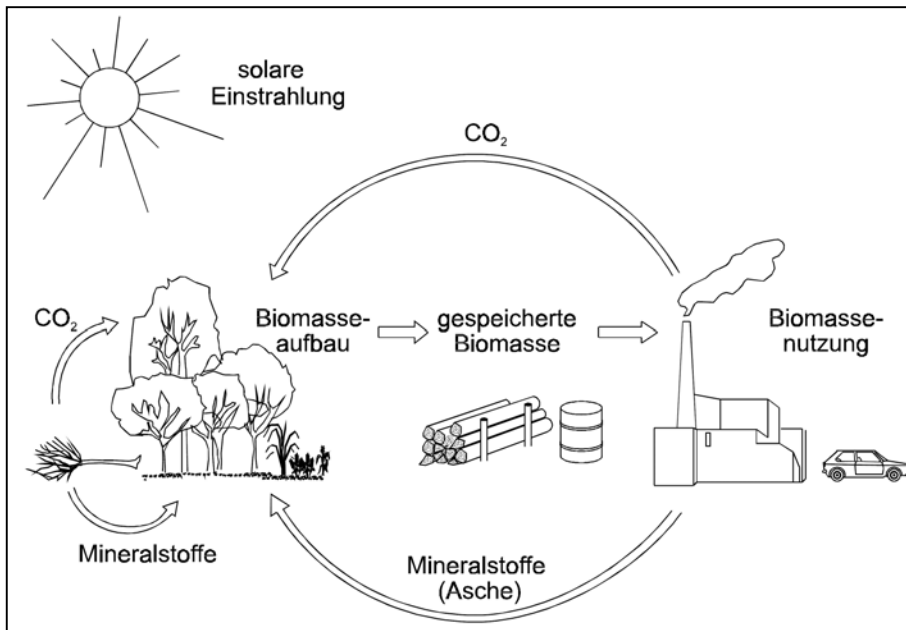 solare
Einstrahlung
CO₂
CO₂
Biomasse-
aufbau
gespeicherte
Biomasse
Biomasse-
nutzung
Mineralstoffe
Mineralstoffe
(Asche)